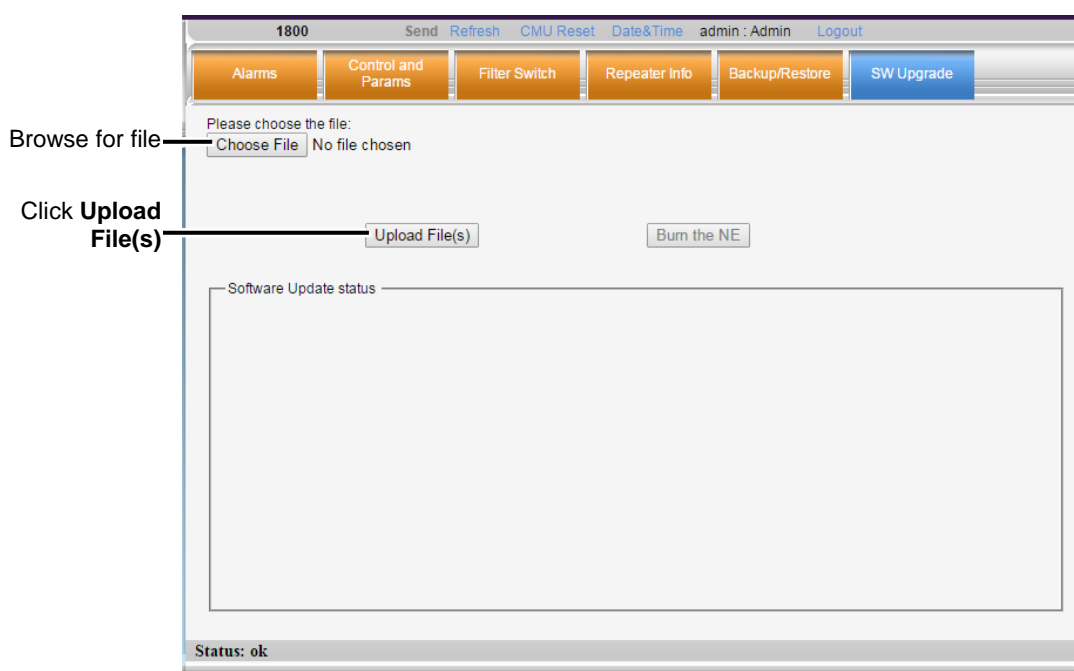 1800 Send Refresh CMU Reset Date&Time admin : Admin Logout
Alarms
Control and
Params
Filter Switch
Repeater Info
Backup/Restore
SW Upgrade
Please choose the file:
Browse for file
Choose File No file chosen
Click Upload
File(s)
Upload File(s) Burn the NE
Software Update status
Status: ok